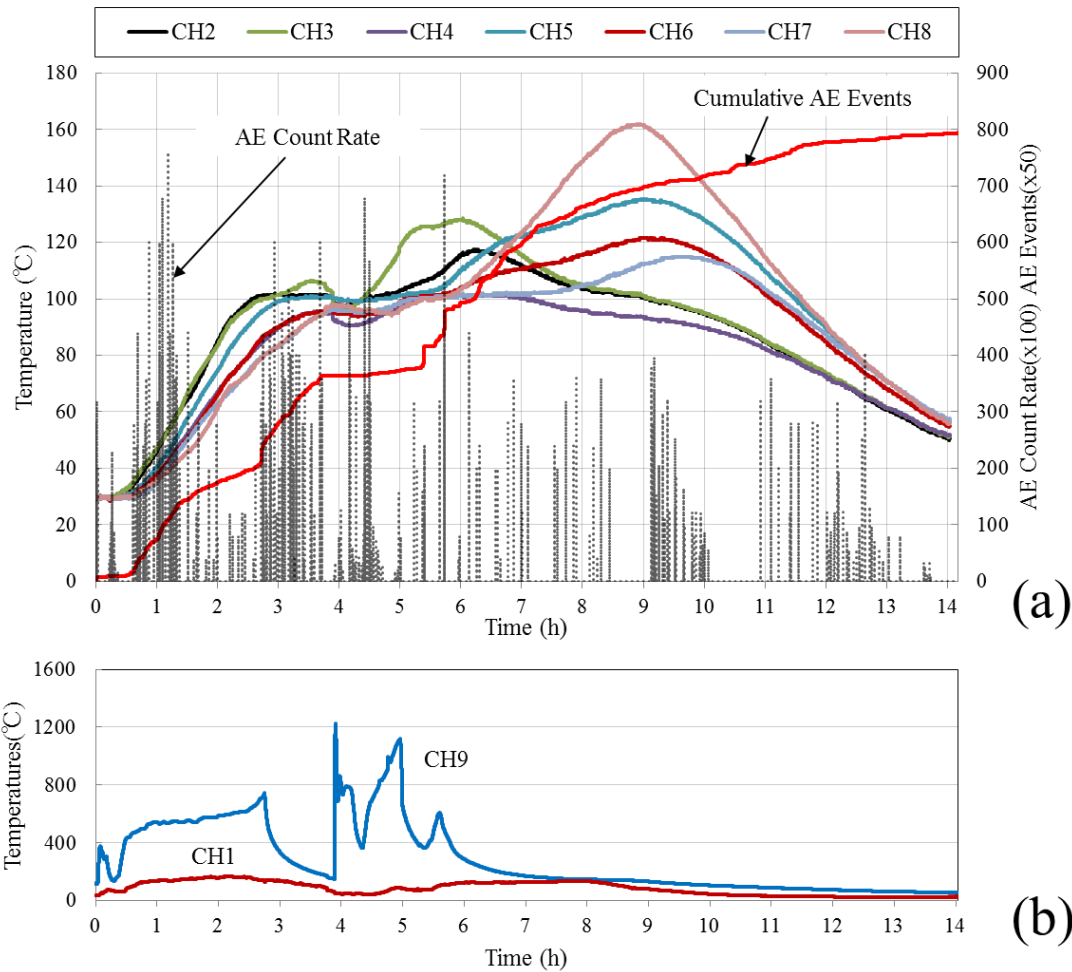 CH2 CH3 CH4 CH5 CH6 CH7 CH8
180 900
160 800
140 700
120 600
100 500
80 400
60 300
40 200
20 100
0 0
Temperature (℃)
AE Count Rate(x100) AE Events(x50)
AE Count Rate
Cumulative AE Events
0 1 2 3 4 5 6 7 8 9 10 11 12 13 14
Time (h)
(a)
1600
1200
800
400
0
Temperatures(℃)
CH9
CH1
0 1 2 3 4 5 6 7 8 9 10 11 12 13 14
Time (h)
(b)